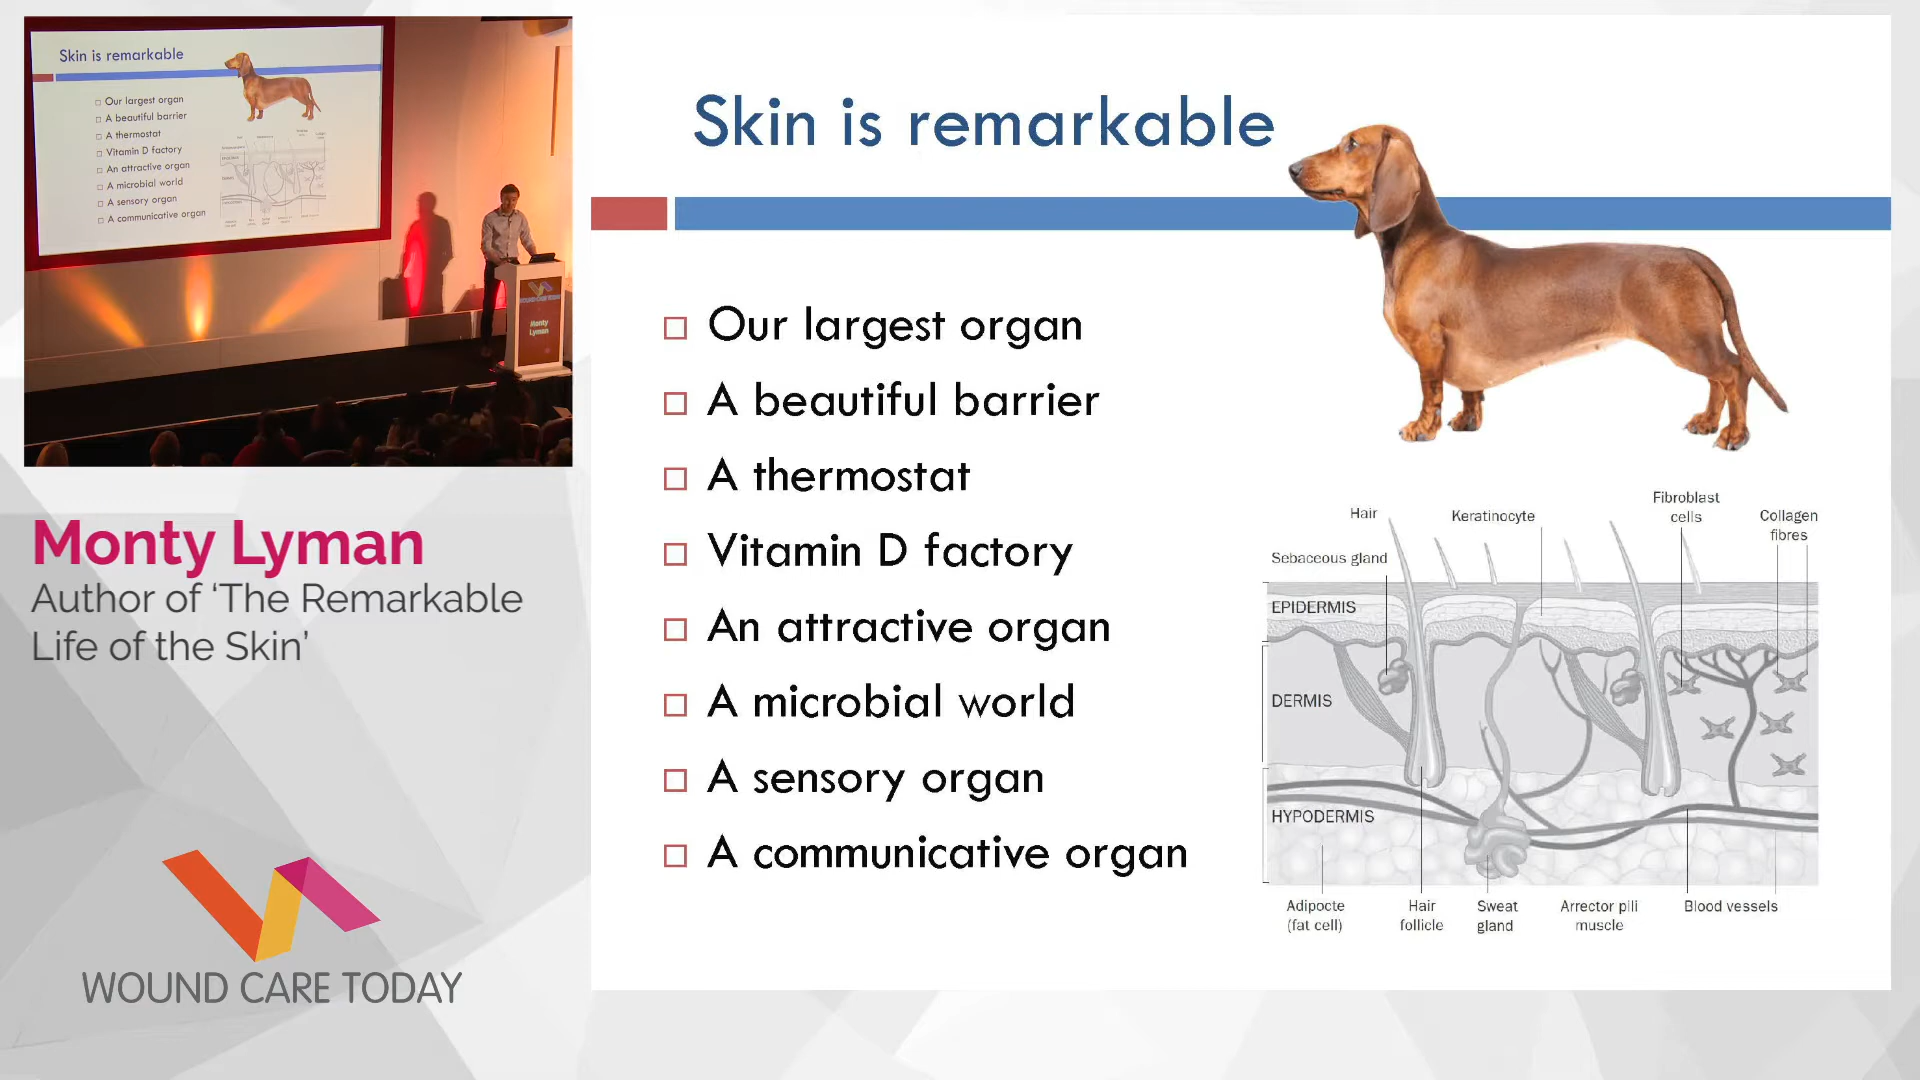 Skin is remarkable
Our largest organ
A beautiful barrier
A thermostat
Vitamin D factory
An attractive organ
A microbial world
A sensory organ
A communicative organ
Monty
Lyman
Monty Lyman
Author of ‘The Remarkable
Life of the Skin’
WOUND CARE TODAY
Skin is remarkable
Our largest organ
A beautiful barrier
A thermostat
Vitamin D factory
An attractive organ
A microbial world
A sensory organ
A communicative organ
Hair
Keratinocyte
Fibroblast
cells
Collagen
fibres
Sebaceous gland
EPIDERMIS
DERMIS
HYPODERMIS
Adipocte
(fat cell)
Hair
follicle
Sweat
gland
Arrector pili
muscle
Blood vessels